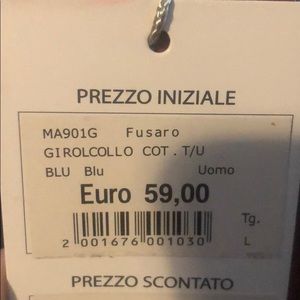 PREZZO INIZIALE
MA901G Fusaro
GIROLCOLLO COT.T/U
BLU Blu Uomo
Euro 59,00
Tg.
2 001676 001030 L
PREZZO SCONTATO